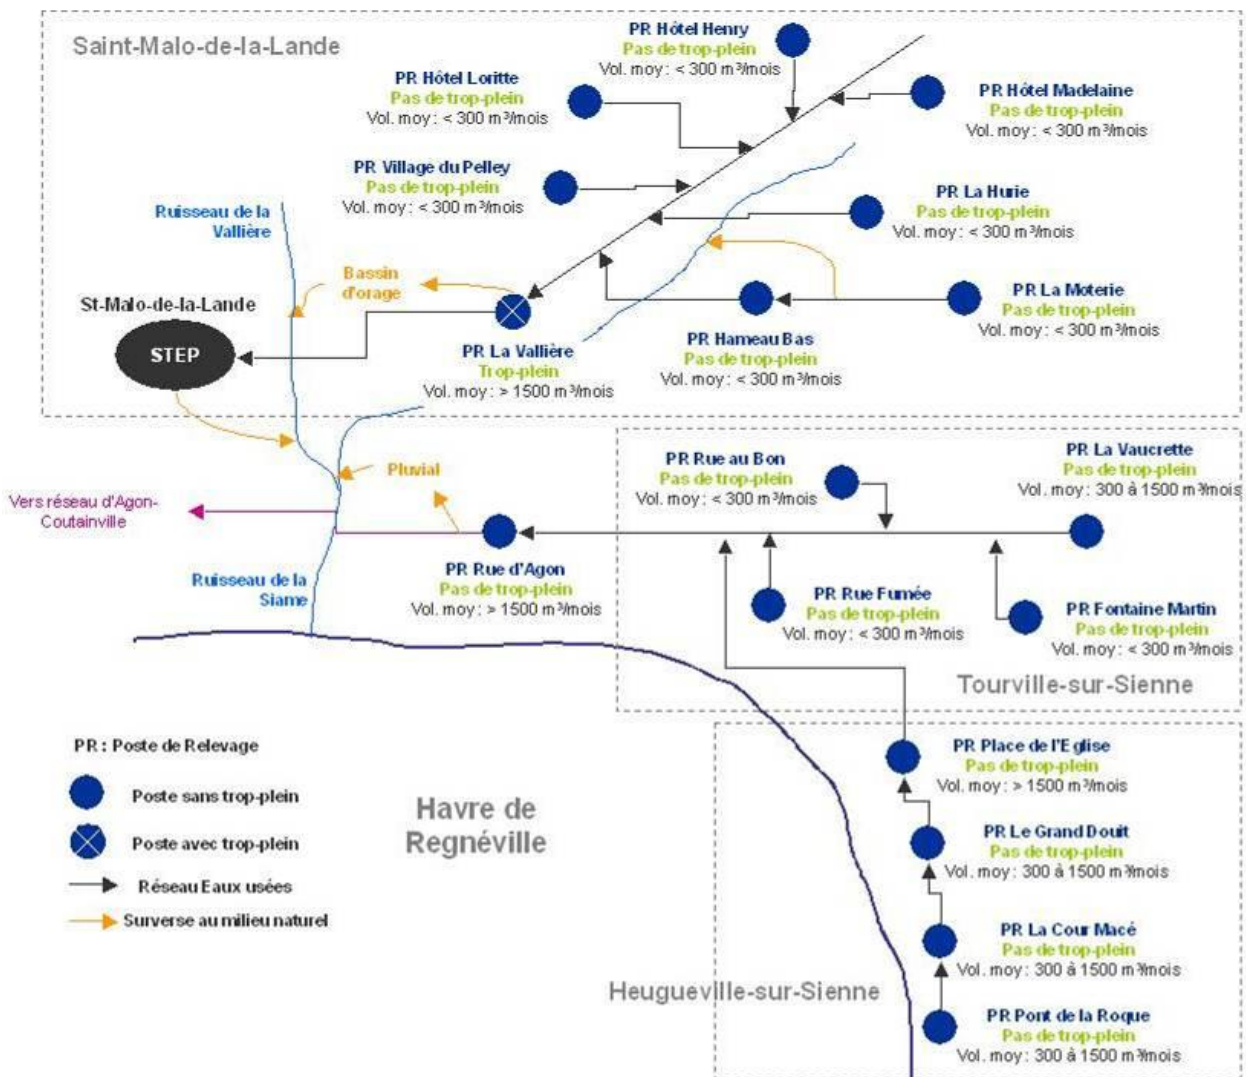 Saint-Malo-de-la-Lande
PR Hôtel Henry
Pas de trop-plein
Vol. moy : < 300 m³/mois
PR Hôtel Loritte
Pas de trop-plein
Vol. moy : < 300 m³/mois
PR Hôtel Madelaine
Pas de trop-plein
Vol. moy : < 300 m³/mois
PR Village du Pelley
Pas de trop-plein
Vol. moy : < 300 m³/mois
PR La Hurie
Pas de trop-plein
Vol. moy : < 300 m³/mois
Ruisseau de la
Vallière
Bassin
d'orage
St-Malo-de-la-Lande
STEP
PR La Vallière
Trop-plein
Vol. moy : > 1500 m³/mois
PR Hameau Bas
Pas de trop-plein
Vol. moy : < 300 m³/mois
PR La Moterie
Pas de trop-plein
Vol. moy : < 300 m³/mois
PR Rue au Bon
Pas de trop-plein
Vol. moy : < 300 m³/mois
PR La Vaucrette
Pas de trop-plein
Vol. moy : 300 à 1500 m³/mois
Pluvial
Vers réseau d'Agon-
Coutainville
Ruisseau de la
Siame
PR Rue d'Agon
Pas de trop-plein
Vol. moy : > 1500 m³/mois
PR Rue Fumée
Pas de trop-plein
Vol. moy : < 300 m³/mois
PR Fontaine Martin
Pas de trop-plein
Vol. moy : < 300 m³/mois
Tourville-sur-Sienne
PR : Poste de Relevage
Poste sans trop-plein
Poste avec trop-plein
Réseau Eaux usées
Surverse au milieu naturel
Havre de
Regnéville
PR Place de l'Eglise
Pas de trop-plein
Vol. moy : > 1500 m³/mois
PR Le Grand Douit
Pas de trop-plein
Vol. moy : 300 à 1500 m³/mois
PR La Cour Macé
Pas de trop-plein
Vol. moy : 300 à 1500 m³/mois
Heugueville-sur-Sienne
PR Pont de la Roque
Pas de trop-plein
Vol. moy : 300 à 1500 m³/mois